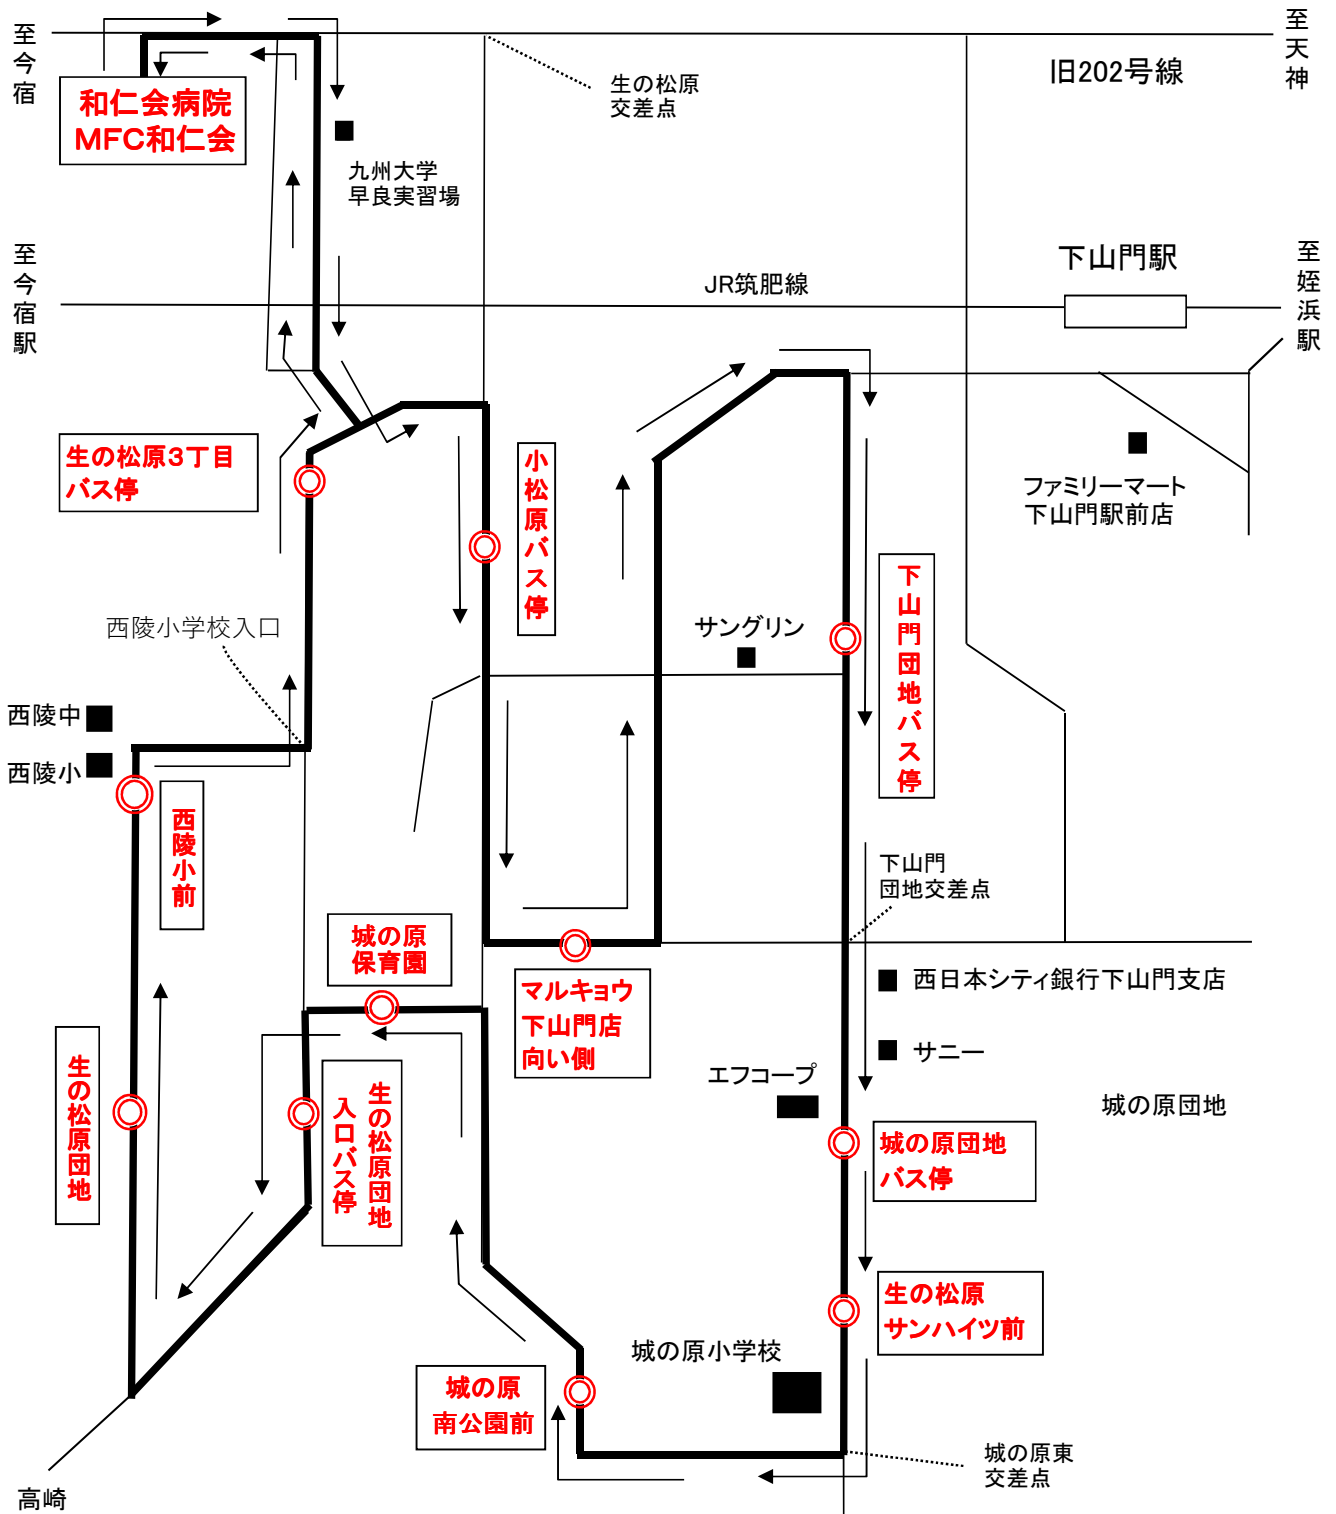 至今宿
至天神
旧202号線
生の松原
交差点
和仁会病院
MFC和仁会
九州大学
早良実習場
至今宿駅
下山門駅
至姪浜駅
JR筑肥線
生の松原3丁目
バス停
小松原バス停
ファミリーマート
下山門駅前店
下山門団地バス停
サングリン
西陵小学校入口
西陵中
西陵小
西陵小前
下山門
団地交差点
城の原
保育園
マルキョウ
下山門店
向い側
西日本シティ銀行下山門支店
サニー
エフコープ
城の原団地
生の松原団地
生の松原団地
入口バス停
城の原団地
バス停
生の松原
サンハイツ前
城の原小学校
城の原
南公園前
城の原東
交差点
高崎